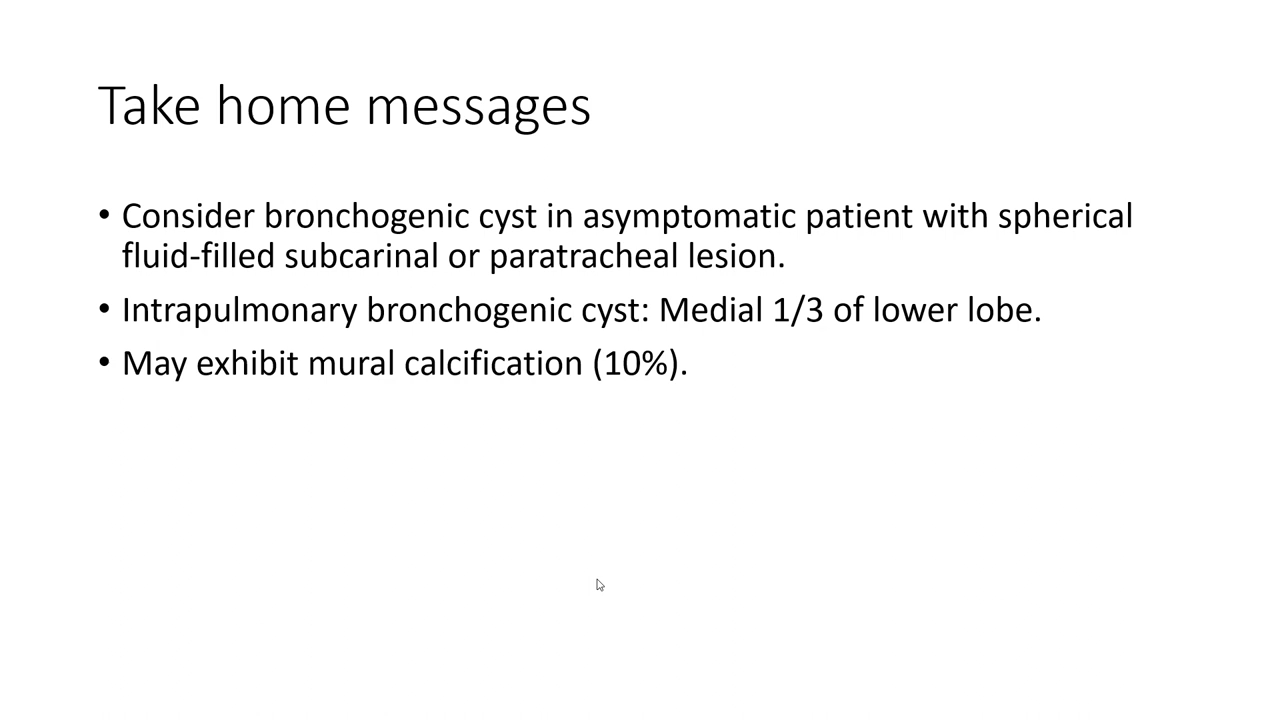 Take home messages
• Consider bronchogenic cyst in asymptomatic patient with spherical
fluid-filled subcarinal or paratracheal lesion.
• Intrapulmonary bronchogenic cyst: Medial 1/3 of lower lobe.
• May exhibit mural calcification (10%).